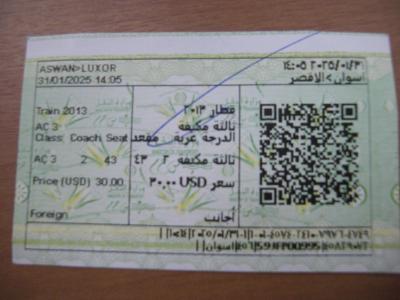 ASWAN>LUXOR
31/01/2025 14:05
١٤:٠٥ ٢٠٢٥/٠١/٣١
اسوان>الاقصر
Train 2013
قطار ٢٠١٣
AC 3
ثالثة مكيفة
Class: Coach Seat
الدرجة عربة مقعد
AC 3 2 43
ثالثة مكيفة ٢ ٤٣
Price (USD) 30.00
سعر USD ٣٠.٠٠
Foreign
أجانب